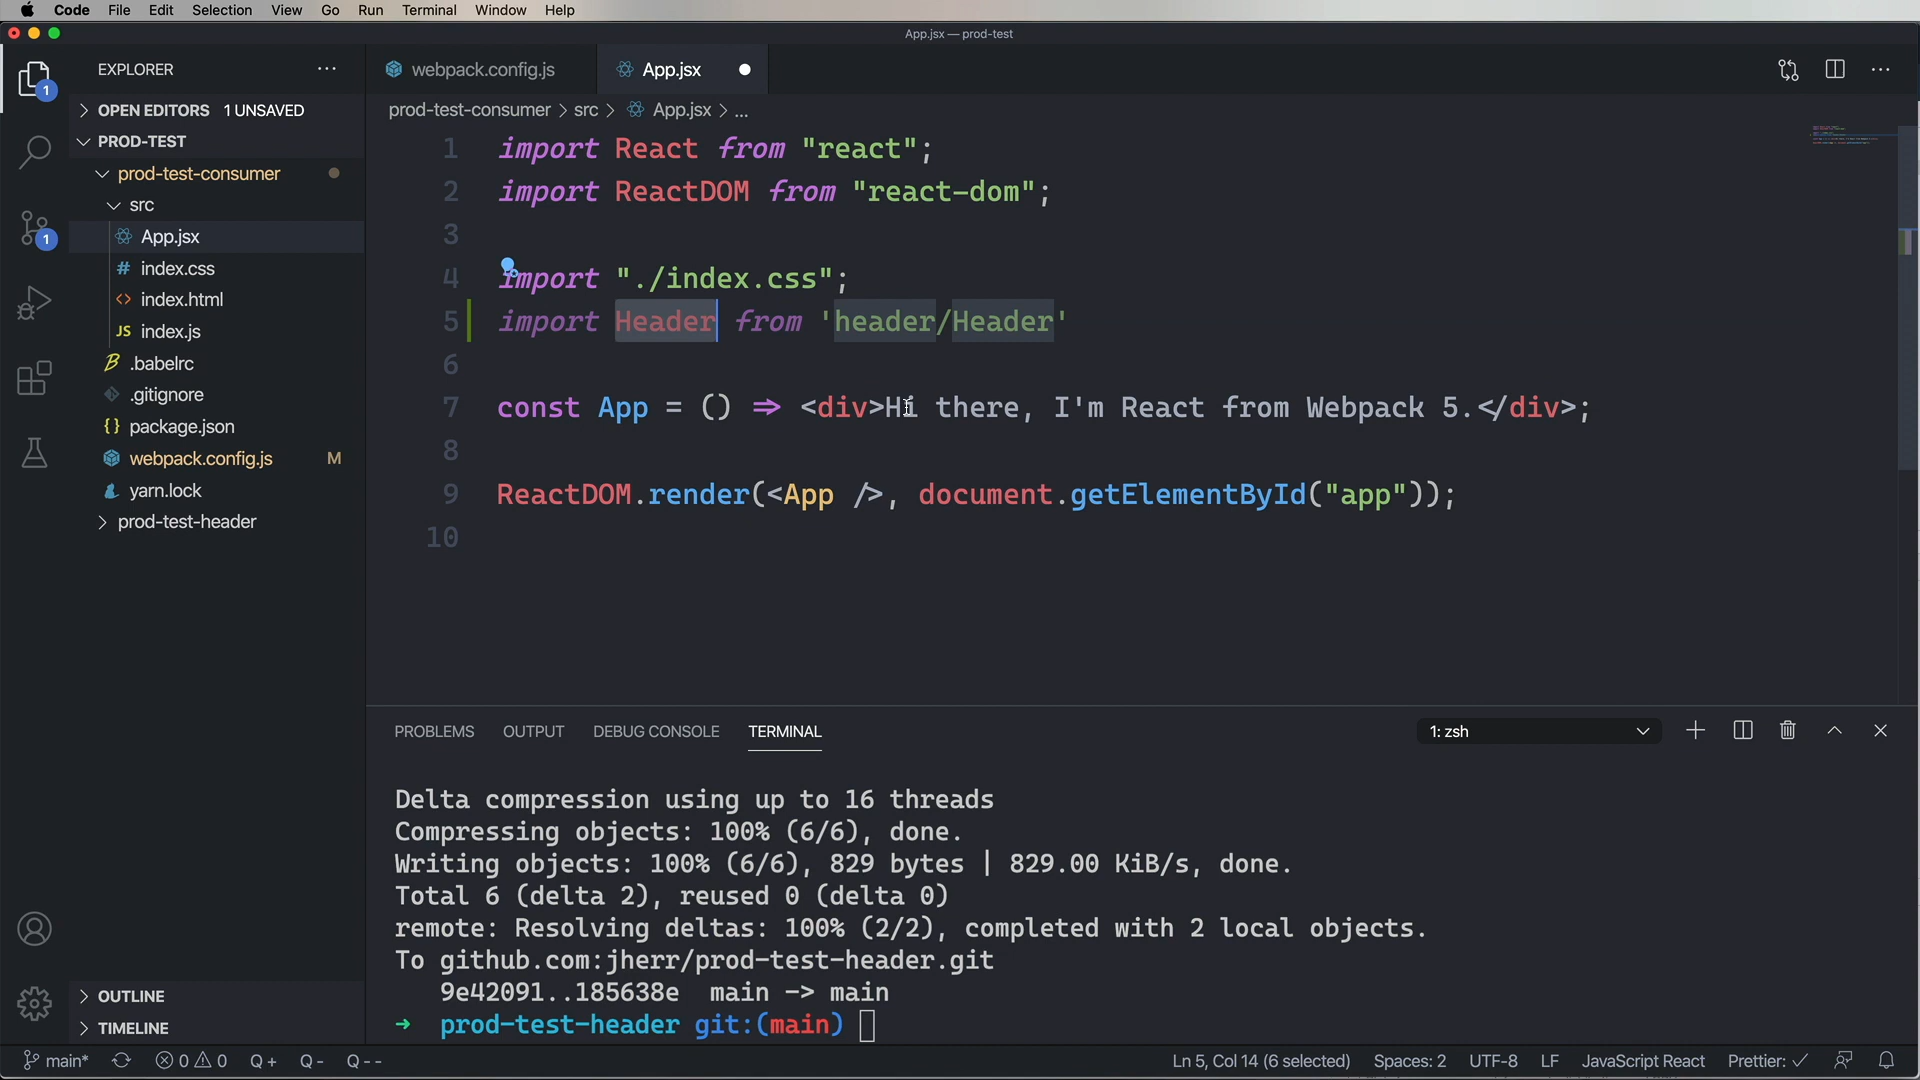 Code File Edit Selection View Go Run Terminal Window Help
App.jsx — prod-test
EXPLORER
1
OPEN EDITORS 1 UNSAVED
PROD-TEST
prod-test-consumer
src
App.jsx
1
# index.css
<> index.html
JS index.js
.babelrc
.gitignore
{} package.json
webpack.config.js M
yarn.lock
prod-test-header
OUTLINE
TIMELINE
webpack.config.js App.jsx
prod-test-consumer > src > App.jsx > ...
1 import React from "react";
2 import ReactDOM from "react-dom";
3
4 import "./index.css";
5 import Header from 'header/Header'
6
7 const App = () => <div>Hi there, I'm React from Webpack 5.</div>;
8
9 ReactDOM.render(<App />, document.getElementById("app"));
10
PROBLEMS OUTPUT DEBUG CONSOLE TERMINAL 1: zsh
Delta compression using up to 16 threads
Compressing objects: 100% (6/6), done.
Writing objects: 100% (6/6), 829 bytes | 829.00 KiB/s, done.
Total 6 (delta 2), reused 0 (delta 0)
remote: Resolving deltas: 100% (2/2), completed with 2 local objects.
To github.com:jherr/prod-test-header.git
9e42091..185638e main -> main
➜ prod-test-header git:(main)
main* 0 0 Q+ Q- Q-- Ln 5, Col 14 (6 selected) Spaces: 2 UTF-8 LF JavaScript React Prettier: ✓